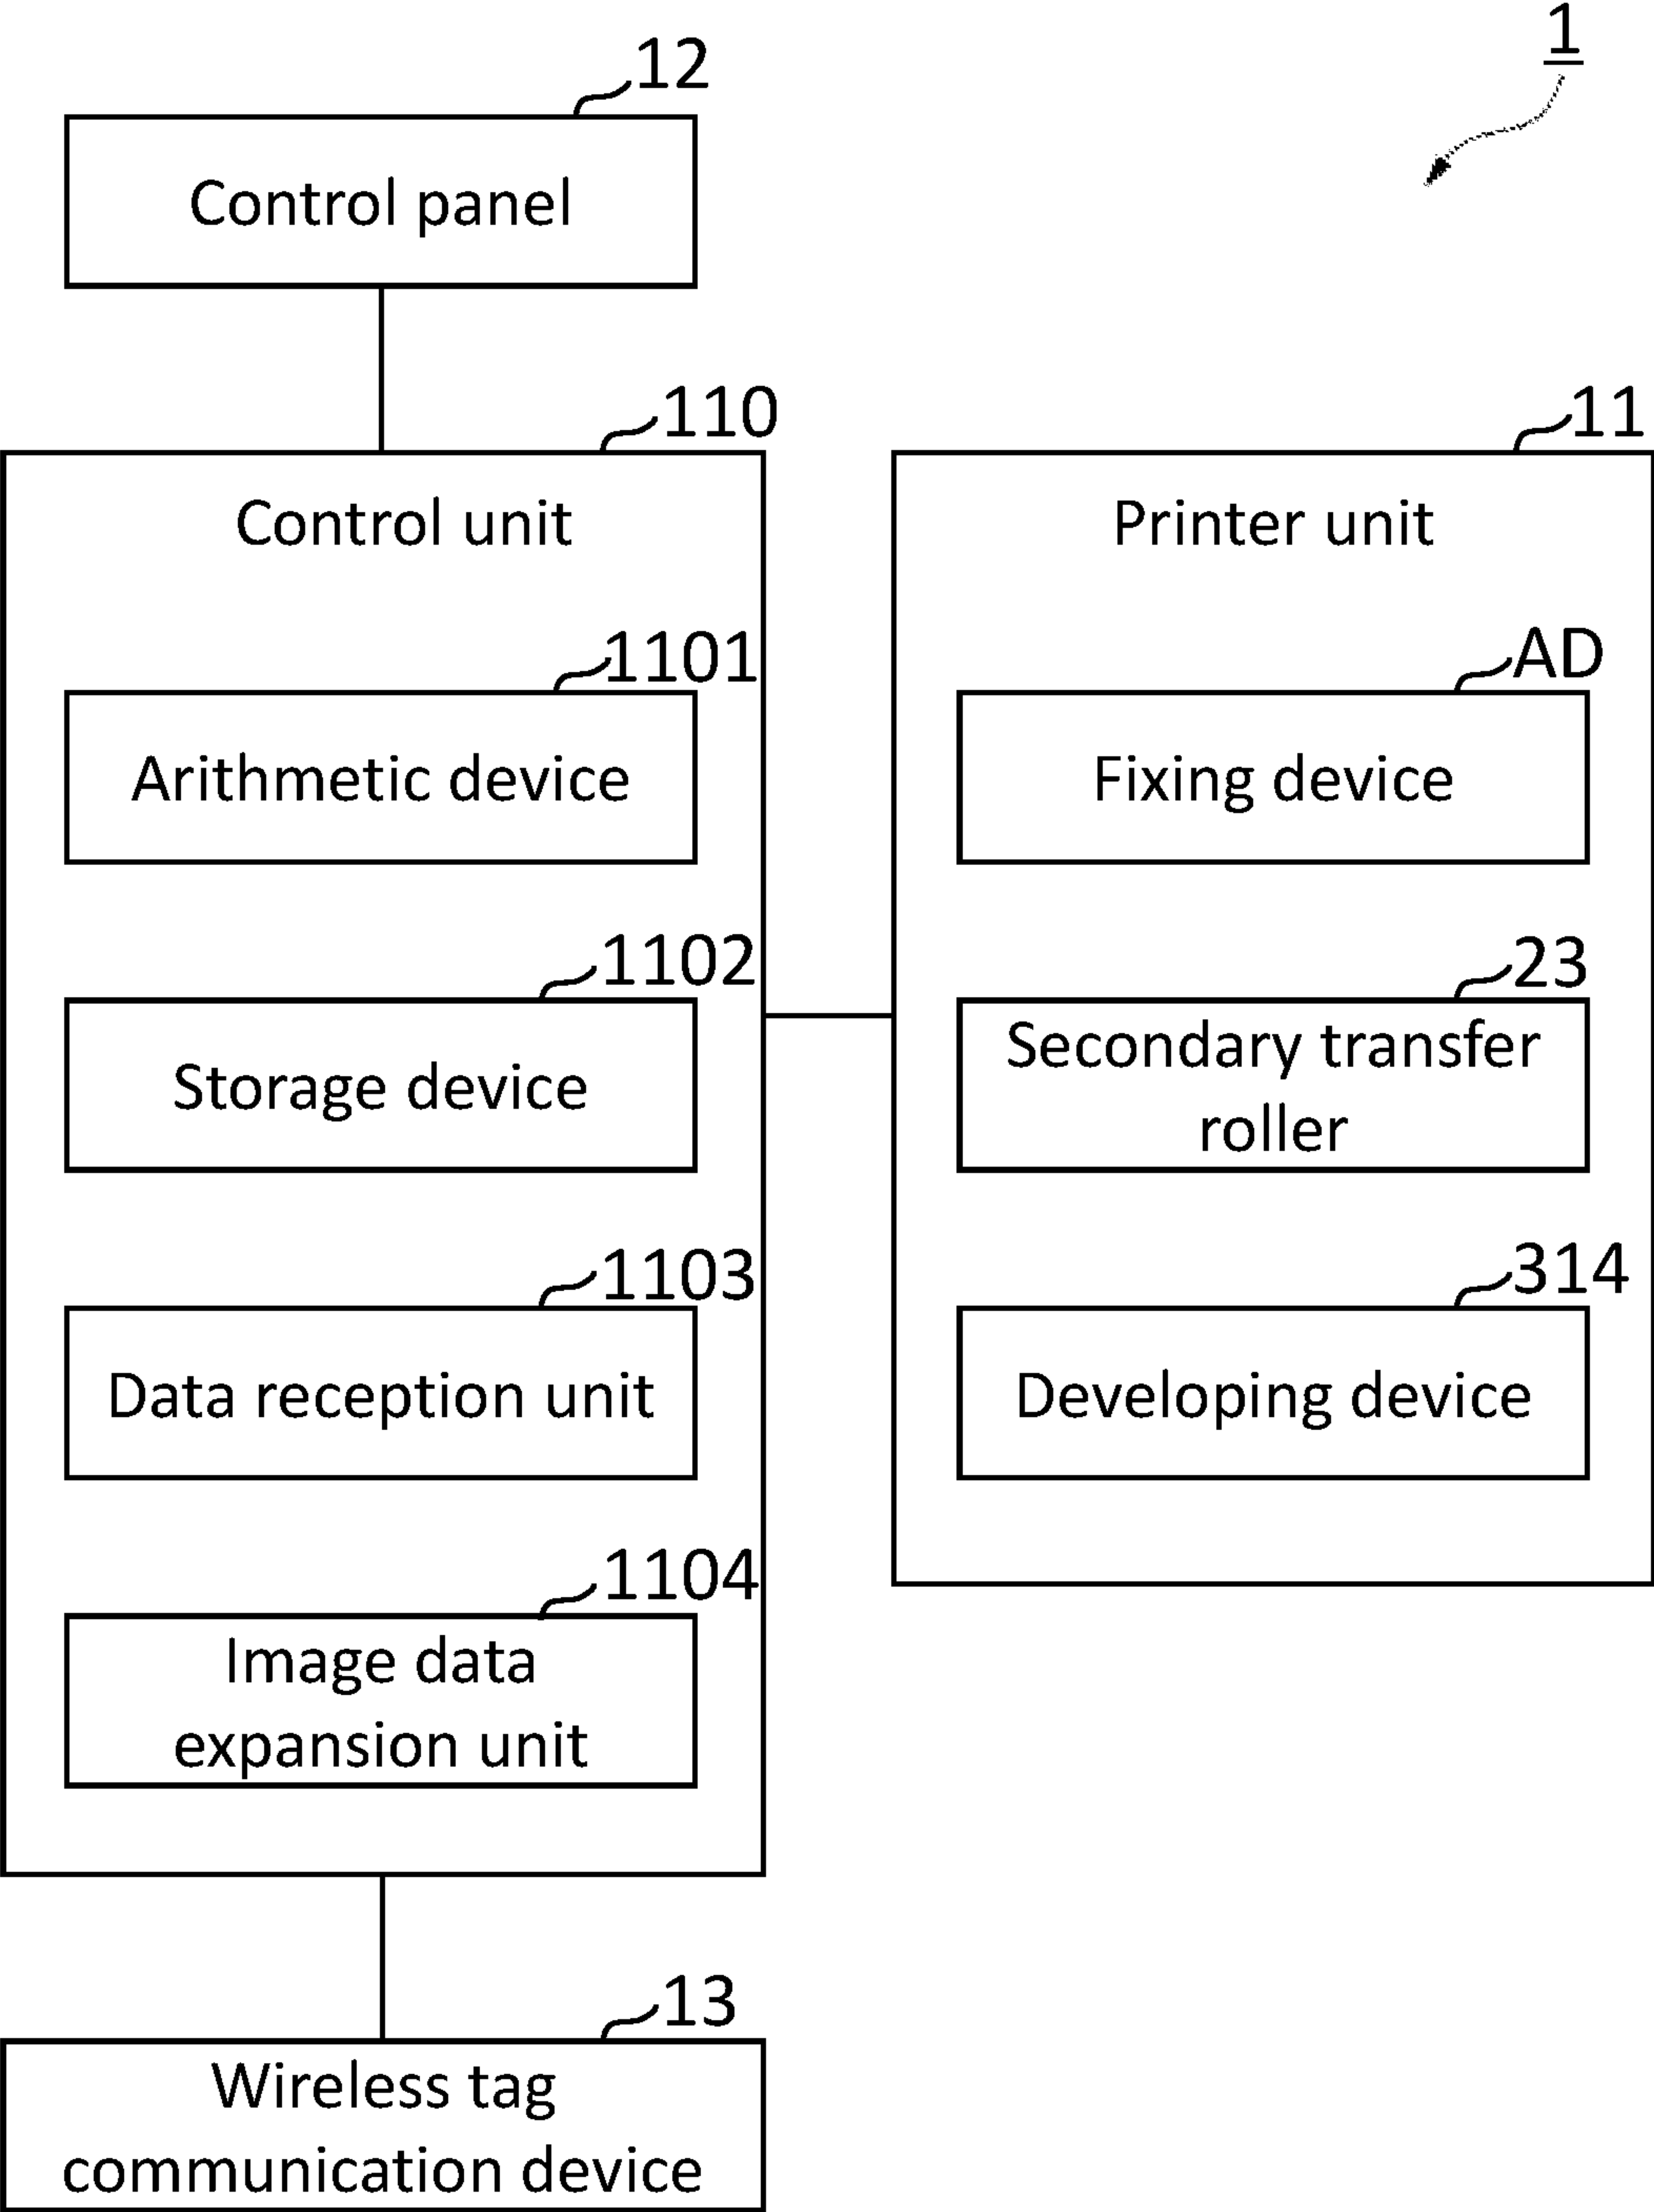 1
12
Control panel
110
Control unit
1101
Arithmetic device
1102
Storage device
1103
Data reception unit
1104
Image data
expansion unit
11
Printer unit
AD
Fixing device
23
Secondary transfer
roller
314
Developing device
13
Wireless tag
communication device